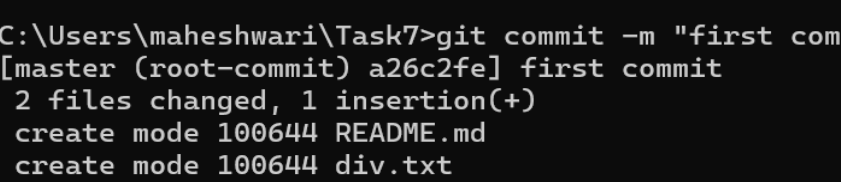 C:\Users\maheshwari\Task7>git commit -m "first com
[master (root-commit) a26c2fe] first commit
 2 files changed, 1 insertion(+)
 create mode 100644 README.md
 create mode 100644 div.txt